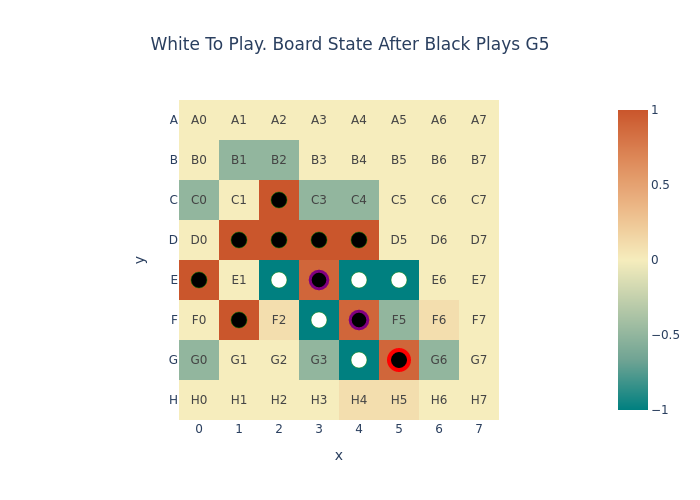 White To Play. Board State After Black Plays G5
A A0 A1 A2 A3 A4 A5 A6 A7
B B0 B1 B2 B3 B4 B5 B6 B7
C C0 C1 C3 C4 C5 C6 C7
D D0 D5 D6 D7
E E1 E6 E7
F F0 F2 F5 F6 F7
G G0 G1 G2 G3 G6 G7
H H0 H1 H2 H3 H4 H5 H6 H7
0 1 2 3 4 5 6 7
x
y
1
0.5
0
−0.5
−1